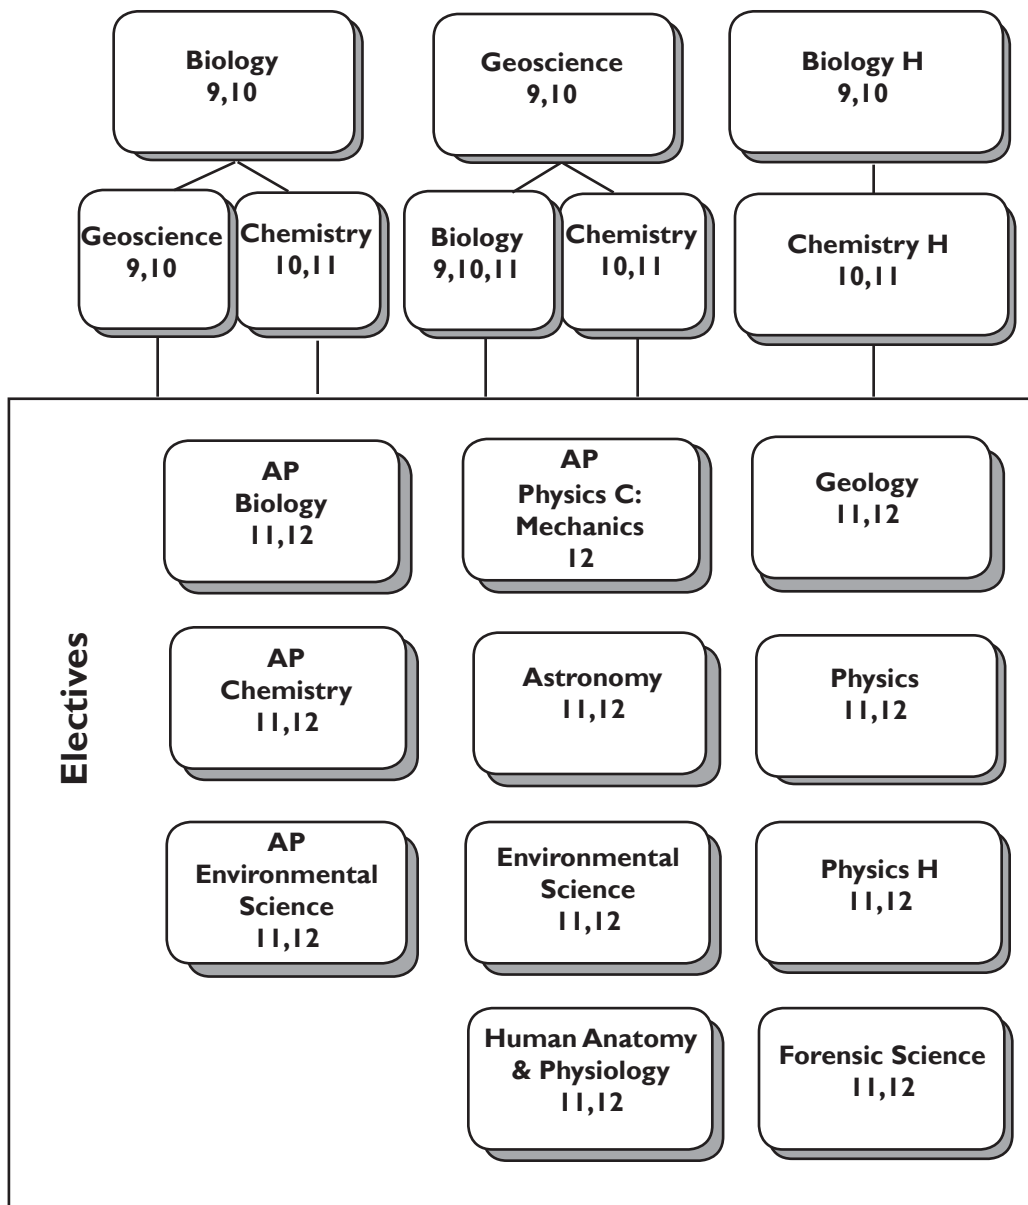 Biology
9,10
Geoscience
9,10
Biology H
9,10
Geoscience
9,10
Chemistry
10,11
Biology
9,10,11
Chemistry
10,11
Chemistry H
10,11
Electives
AP
Biology
11,12
AP
Physics C:
Mechanics
12
Geology
11,12
AP
Chemistry
11,12
Astronomy
11,12
Physics
11,12
AP
Environmental
Science
11,12
Environmental
Science
11,12
Physics H
11,12
Human Anatomy
& Physiology
11,12
Forensic Science
11,12